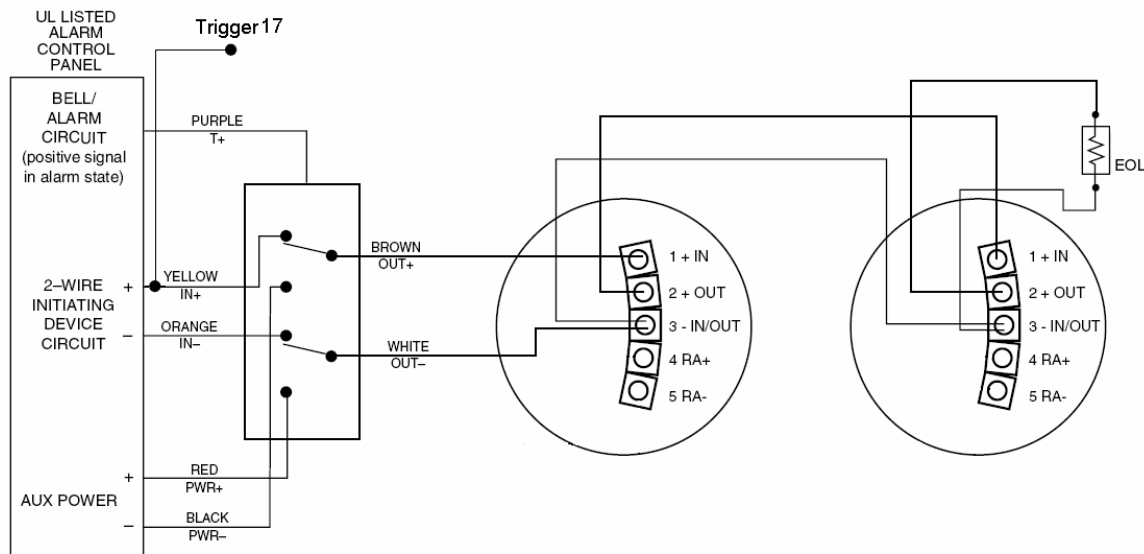 UL LISTED
ALARM
CONTROL
PANEL
Trigger 17
BELL/
ALARM
CIRCUIT
(positive signal
in alarm state)
PURPLE
T+
2–WIRE
INITIATING
DEVICE
CIRCUIT
+
–
YELLOW
IN+
ORANGE
IN–
BROWN
OUT+
WHITE
OUT–
AUX POWER
+
–
RED
PWR+
BLACK
PWR–
1 + IN
2 + OUT
3 - IN/OUT
4 RA+
5 RA-
1 + IN
2 + OUT
3 - IN/OUT
4 RA+
5 RA-
EOL